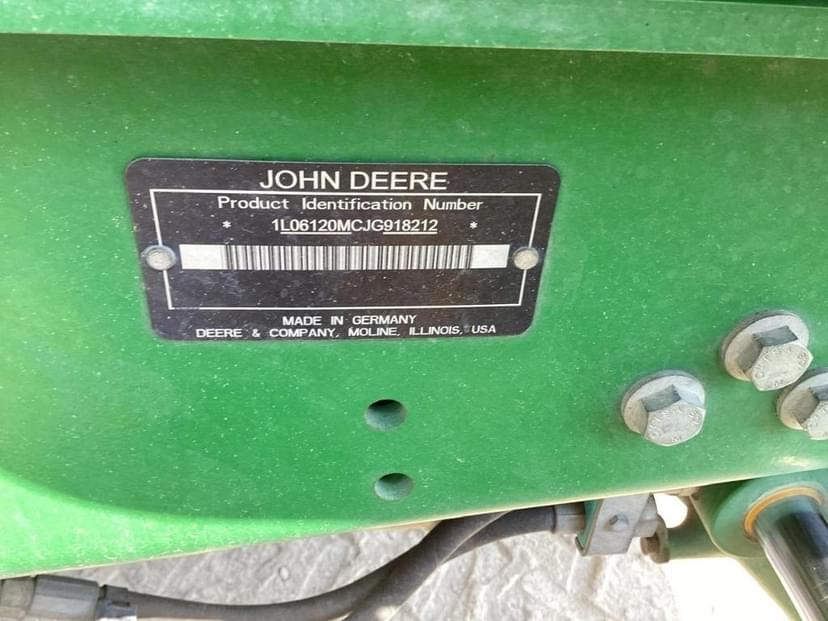 JOHN DEERE
Product Identification Number
* 1L06120MCJG918212 *
MADE IN GERMANY
DEERE & COMPANY, MOLINE, ILLINOIS, USA